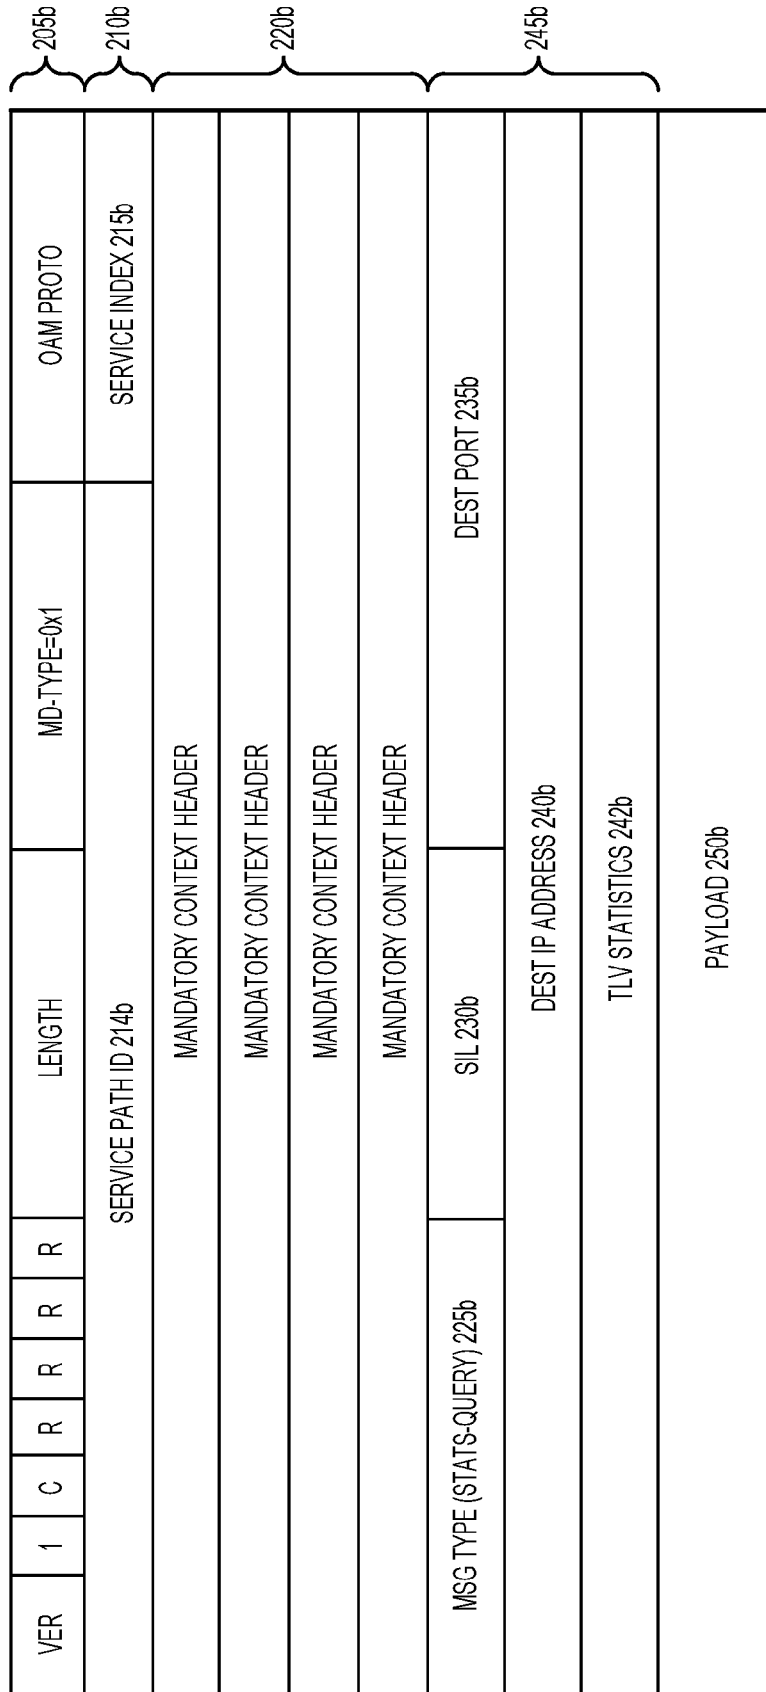 VER 1 C R R R R LENGTH MD-TYPE=0x1 OAM PROTO 205b
SERVICE PATH ID 214b SERVICE INDEX 215b 210b
MANDATORY CONTEXT HEADER
MANDATORY CONTEXT HEADER
220b
MANDATORY CONTEXT HEADER
MANDATORY CONTEXT HEADER
MSG TYPE (STATS-QUERY) 225b SIL 230b DEST PORT 235b
DEST IP ADDRESS 240b 245b
TLV STATISTICS 242b
PAYLOAD 250b